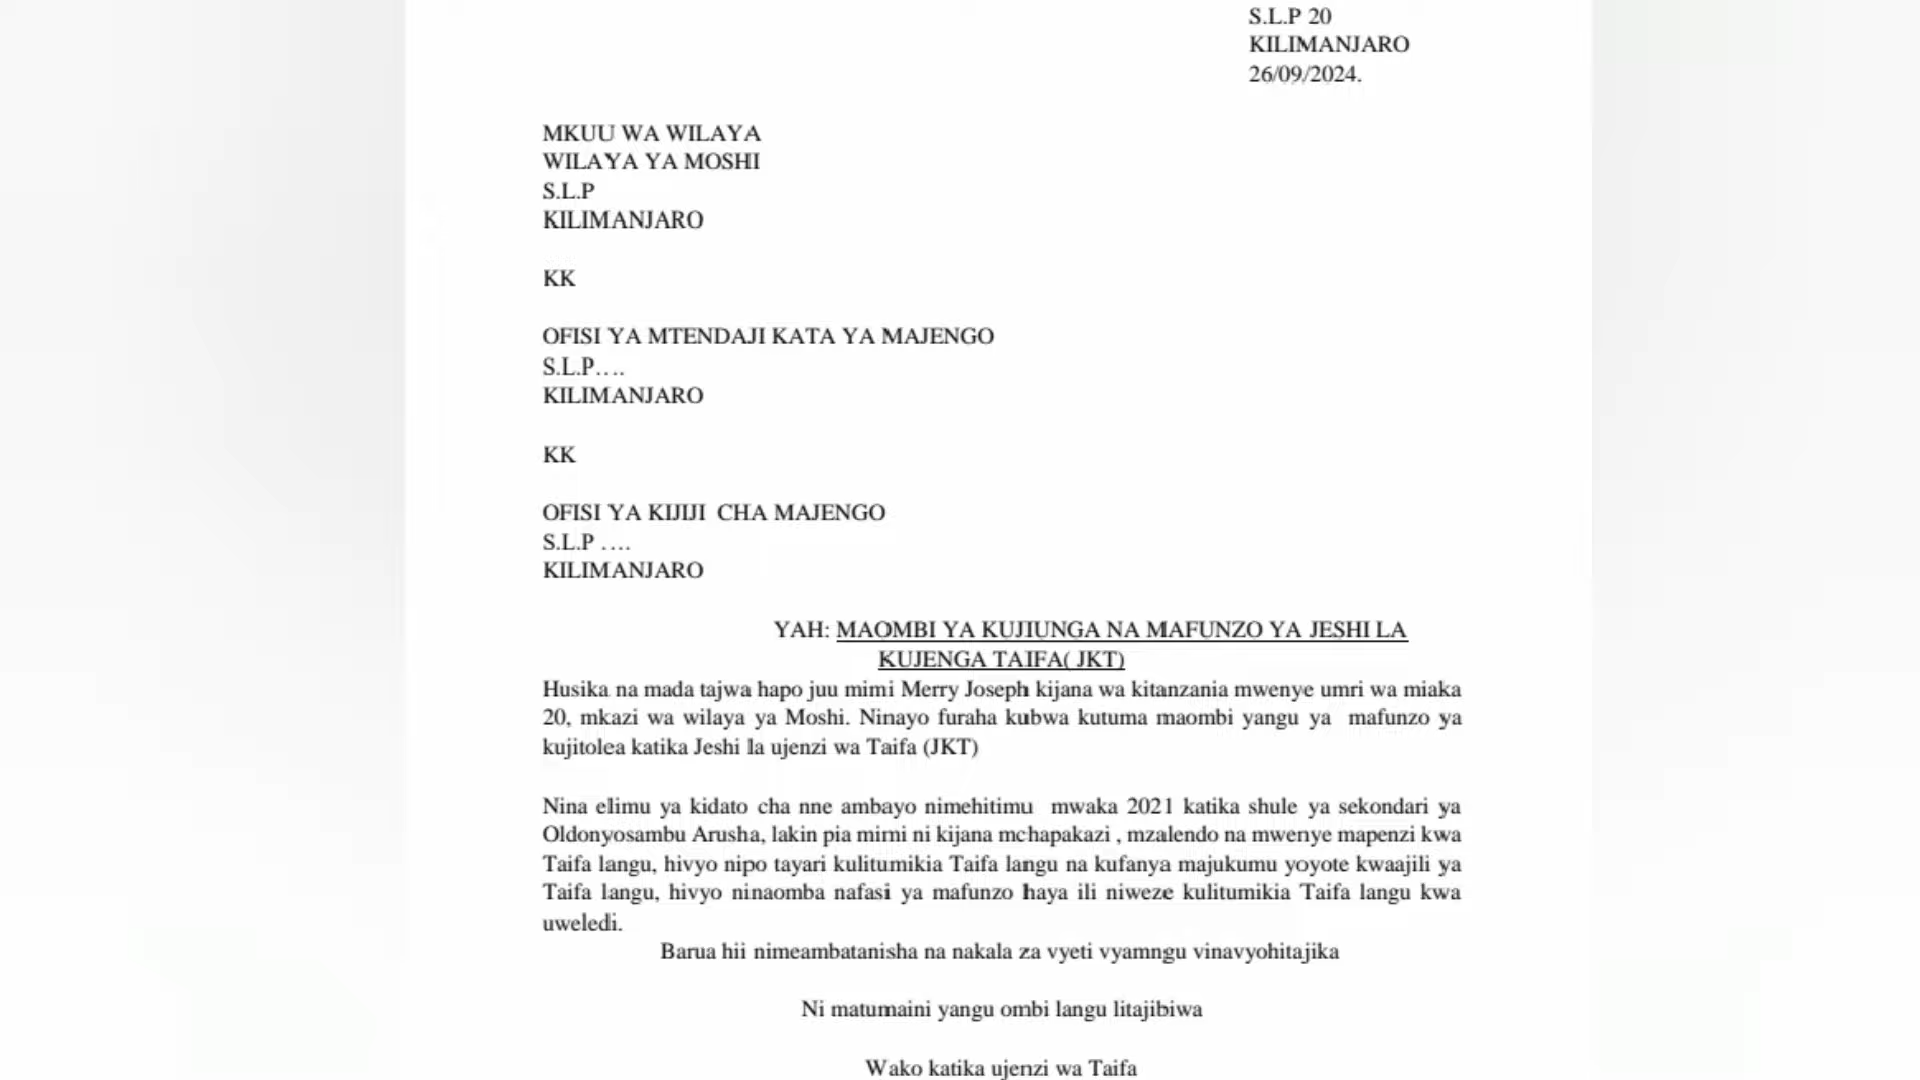 S.L.P 20
KILIMANJARO
26/09/2024.
MKUU WA WILAYA
WILAYA YA MOSHI
S.L.P
KILIMANJARO
KK
OFISI YA MTENDAJI KATA YA MAJENGO
S.L.P….
KILIMANJARO
KK
OFISI YA KIJIJI CHA MAJENGO
S.L.P ….
KILIMANJARO
YAH: MAOMBI YA KUJIUNGA NA MAFUNZO YA JESHI LA
KUJENGA TAIFA( JKT)
Husika na mada tajwa hapo juu mimi Merry Joseph kijana wa kitanzania mwenye umri wa miaka
20, mkazi wa wilaya ya Moshi. Ninayo furaha kubwa kutuma maombi yangu ya mafunzo ya
kujitolea katika Jeshi la ujenzi wa Taifa (JKT)
Nina elimu ya kidato cha nne ambayo nimehitimu mwaka 2021 katika shule ya sekondari ya
Oldonyosambu Arusha, lakin pia mimi ni kijana mchapakazi , mzalendo na mwenye mapenzi kwa
Taifa langu, hivyo nipo tayari kulitumikia Taifa langu na kufanya majukumu yoyote kwaajili ya
Taifa langu, hivyo ninaomba nafasi ya mafunzo haya ili niweze kulitumikia Taifa langu kwa
uweledi.
Barua hii nimeambatanisha na nakala za vyeti vyamngu vinavyohitajika
Ni matumaini yangu ombi langu litajibiwa
Wako katika ujenzi wa Taifa